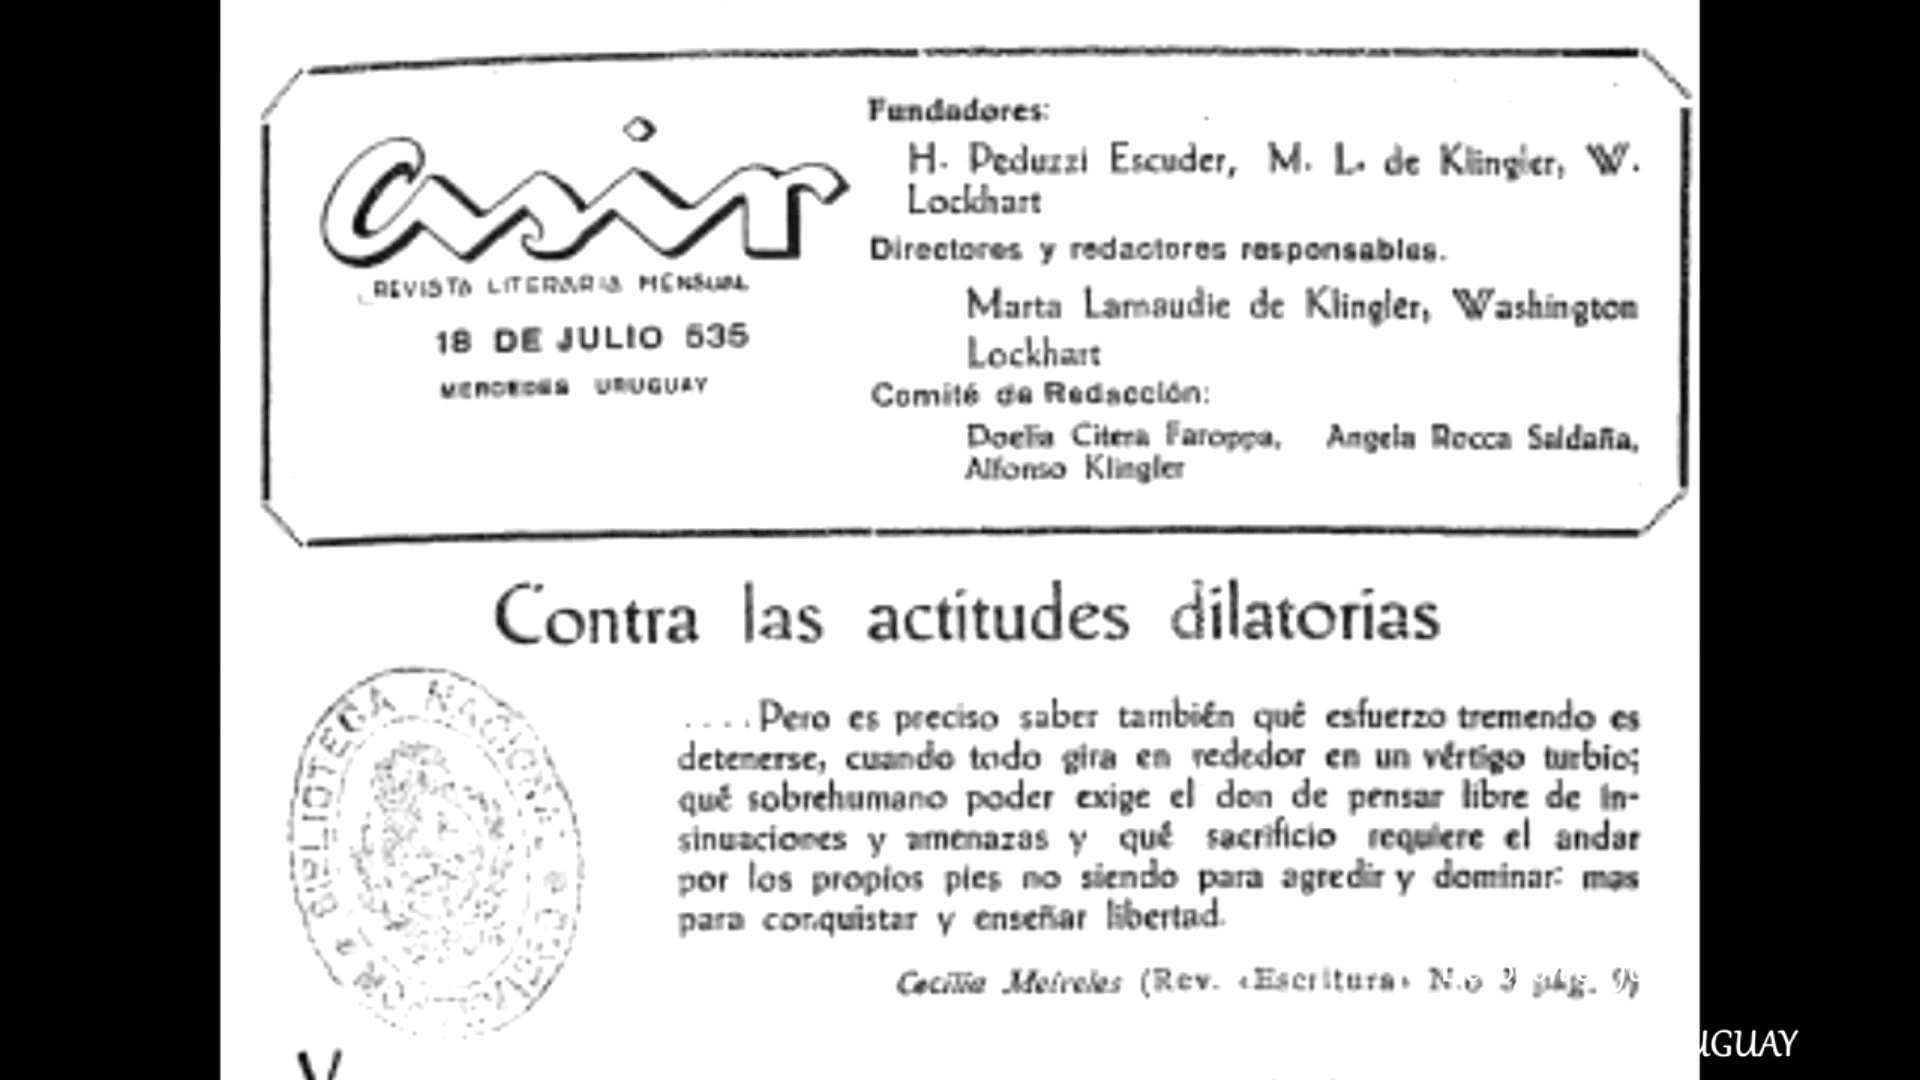 asir
REVISTA LITERARIA MENSUAL
18 DE JULIO 535
MERCEDES URUGUAY
Fundadores:
H. Peduzzi Escuder, M. L. de Klingler, W.
Lockhart
Directores y redactores responsables.
Marta Larnaudie de Klingler, Washington
Lockhart
Comité de Redacción:
Doelia Citera Faroppa, Angela Rocca Saldaña,
Alfonso Klingler
Contra las actitudes dilatorias
BIBLIOTECA NACIONAL
....Pero es preciso saber también qué esfuerzo tremendo es
detenerse, cuando todo gira en rededor en un vértigo turbio;
qué sobrehumano poder exige el don de pensar libre de in-
sinuaciones y amenazas y qué sacrificio requiere el andar
por los propios pies no siendo para agredir y dominar: mas
para conquistar y enseñar libertad.
Cecilia Meireles (Rev. «Escritura» N.o 3 pág. 9)
UGUAY